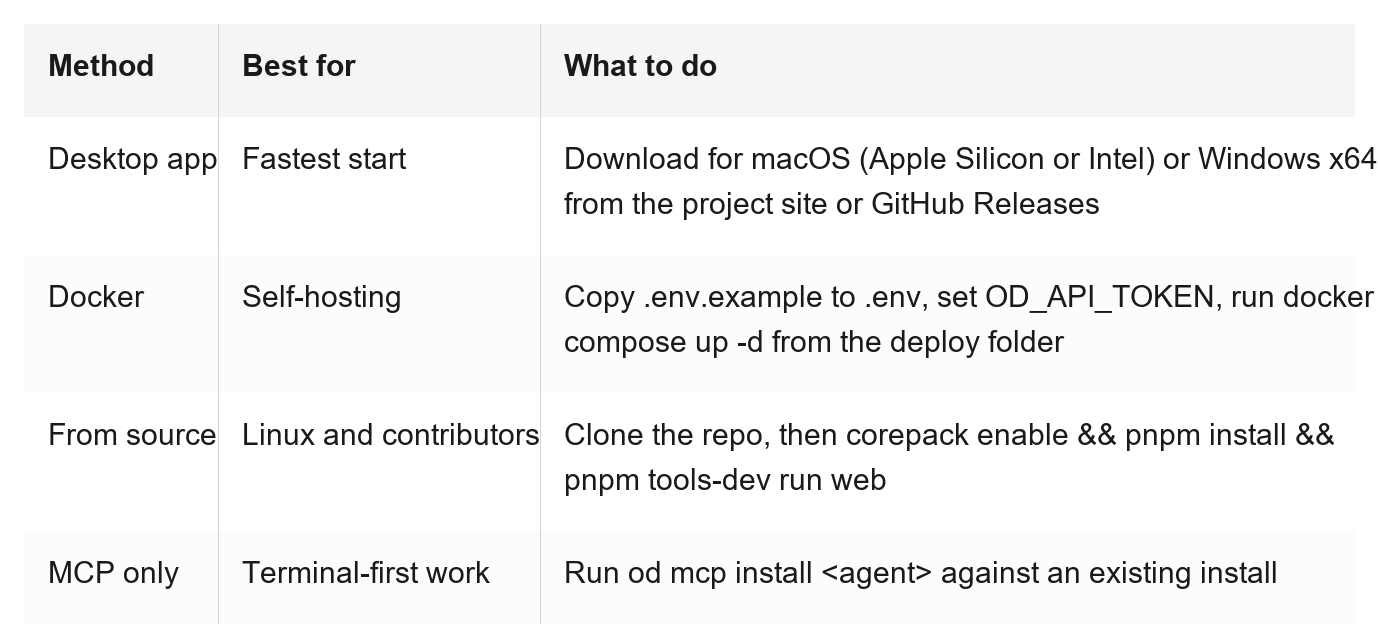 Method Best for What to do
Desktop app Fastest start Download for macOS (Apple Silicon or Intel) or Windows x64
from the project site or GitHub Releases
Docker Self-hosting Copy .env.example to .env, set OD_API_TOKEN, run docker
compose up -d from the deploy folder
From source Linux and contributors Clone the repo, then corepack enable && pnpm install &&
pnpm tools-dev run web
MCP only Terminal-first work Run od mcp install <agent> against an existing install